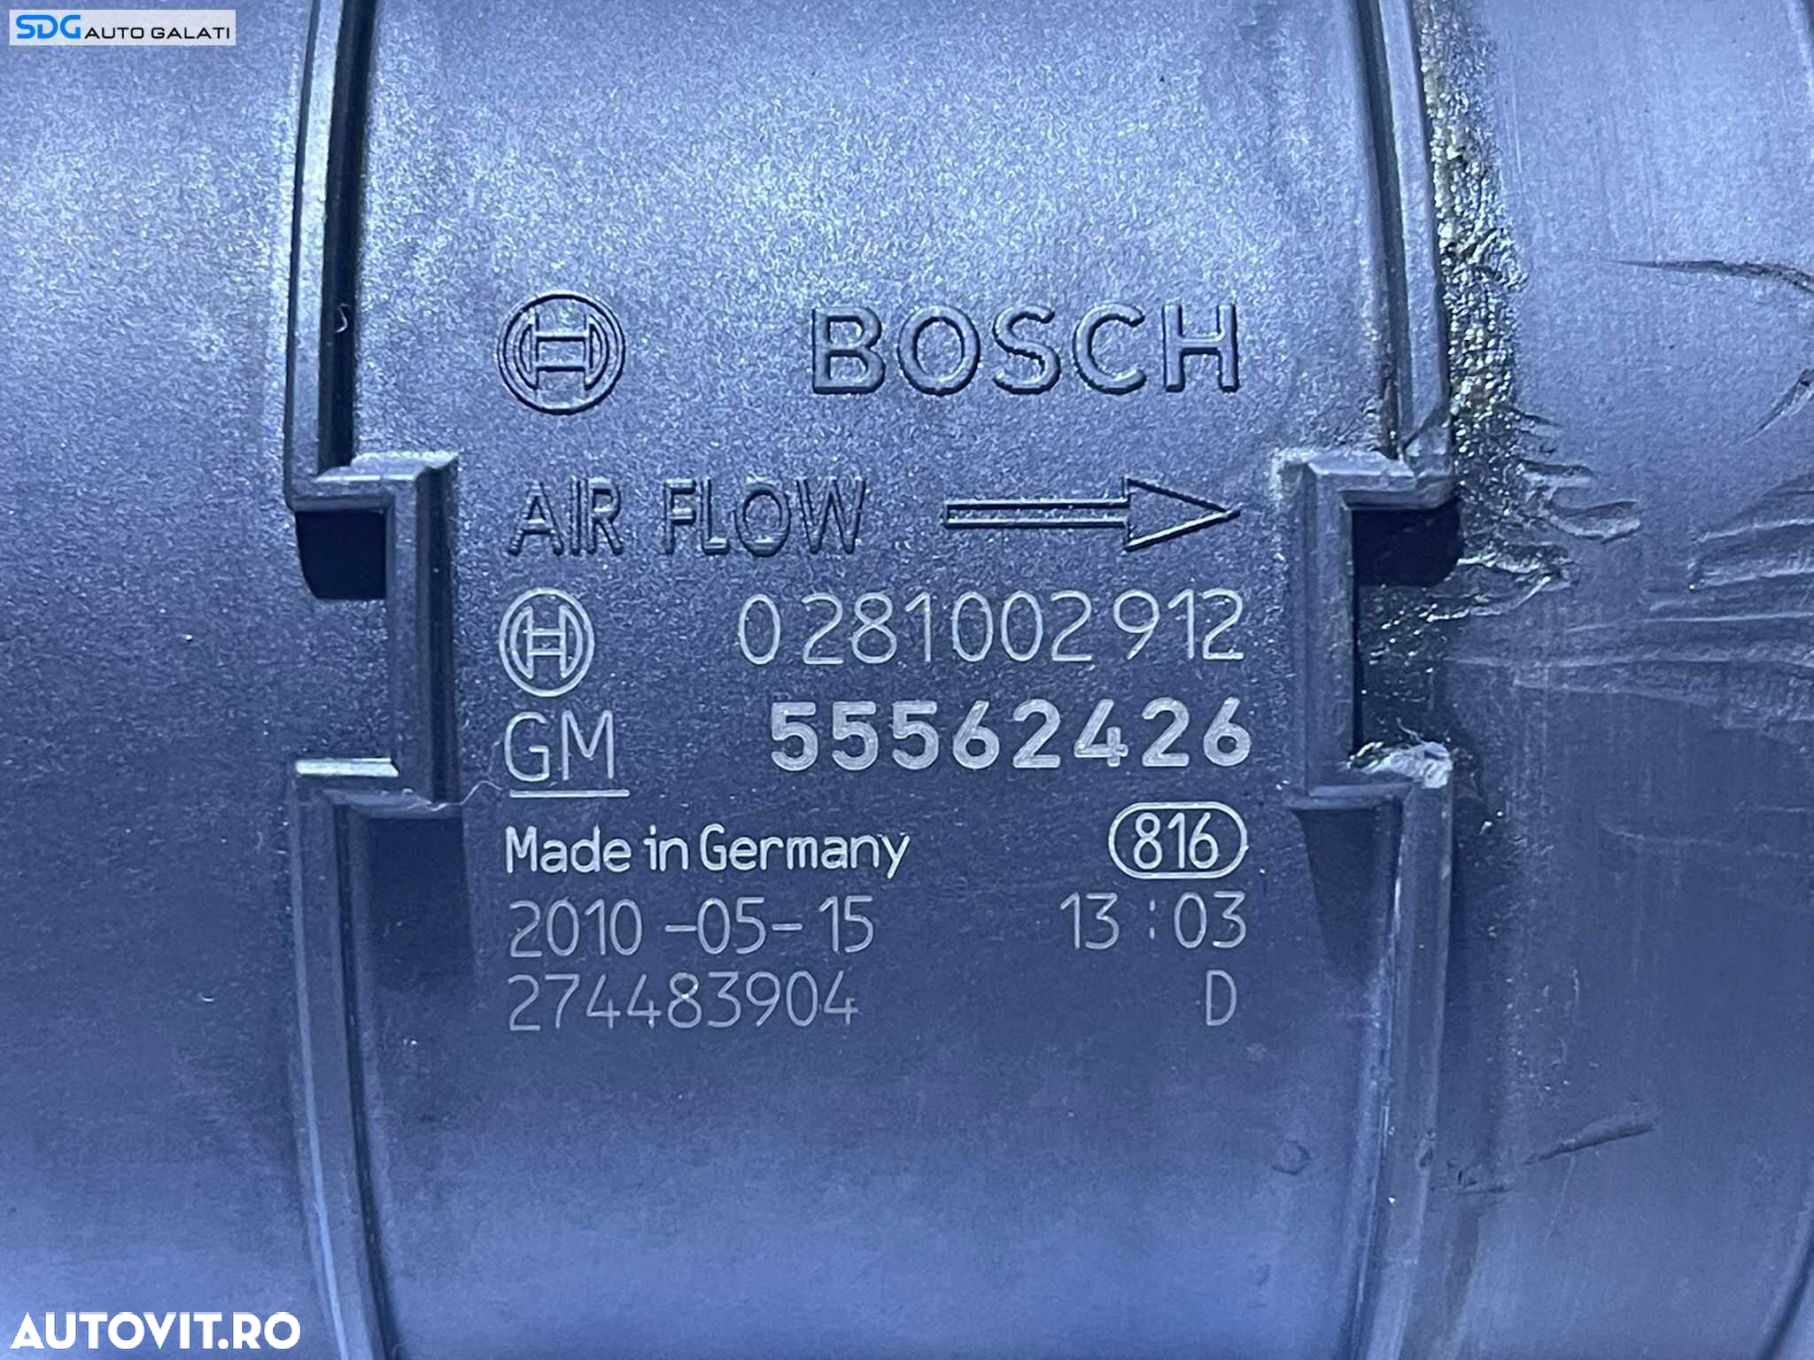 SDG AUTO GALATI
BOSCH
AIR FLOW
0 281 002 912
GM 55562426
Made in Germany 816
2010-05-15 13:03
274483904 D
AUTOVIT.RO